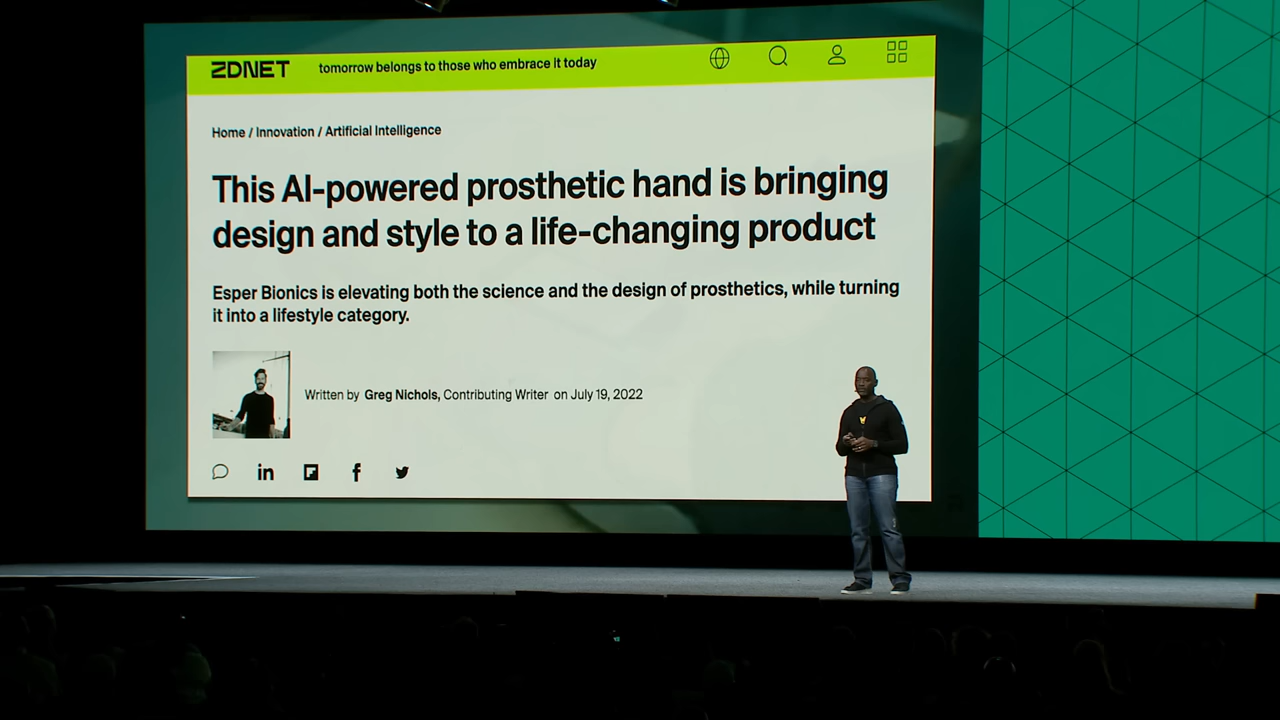 ZDNET tomorrow belongs to those who embrace it today
Home / Innovation / Artificial Intelligence
This AI-powered prosthetic hand is bringing
design and style to a life-changing product
Esper Bionics is elevating both the science and the design of prosthetics, while turning
it into a lifestyle category.
Written by Greg Nichols, Contributing Writer on July 19, 2022
in f